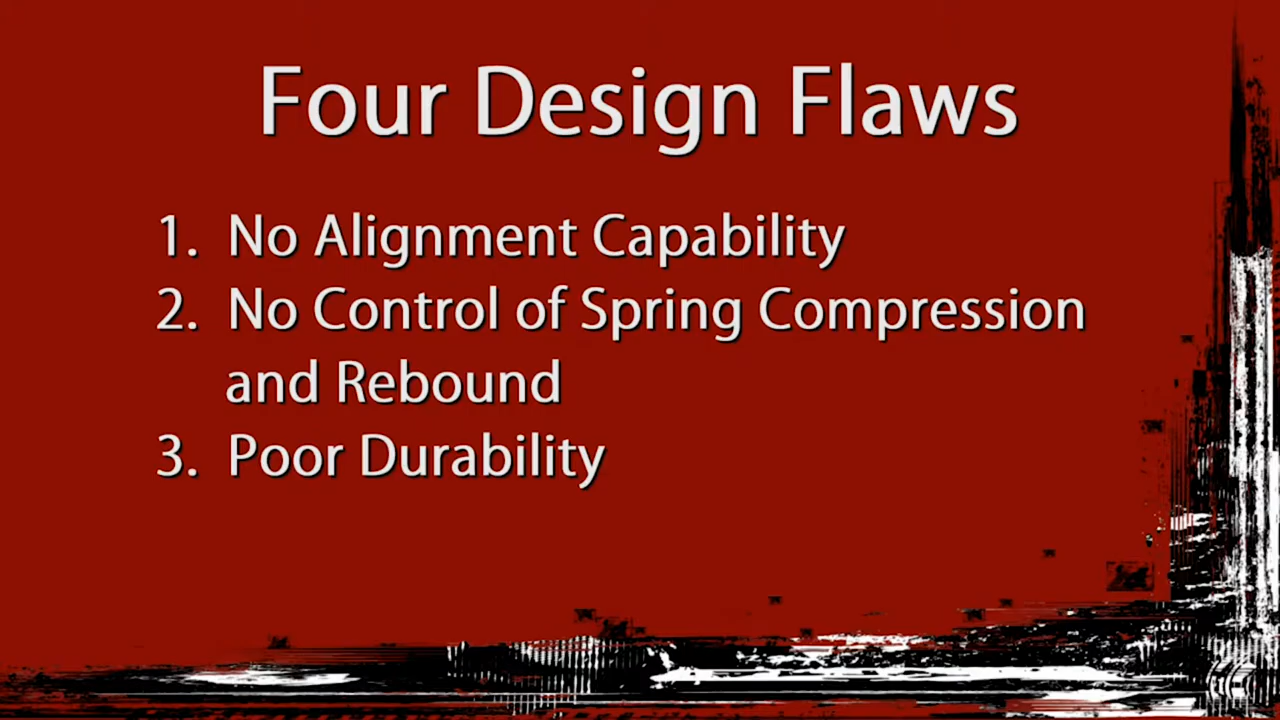 Four Design Flaws
1. No Alignment Capability
2. No Control of Spring Compression
and Rebound
3. Poor Durability